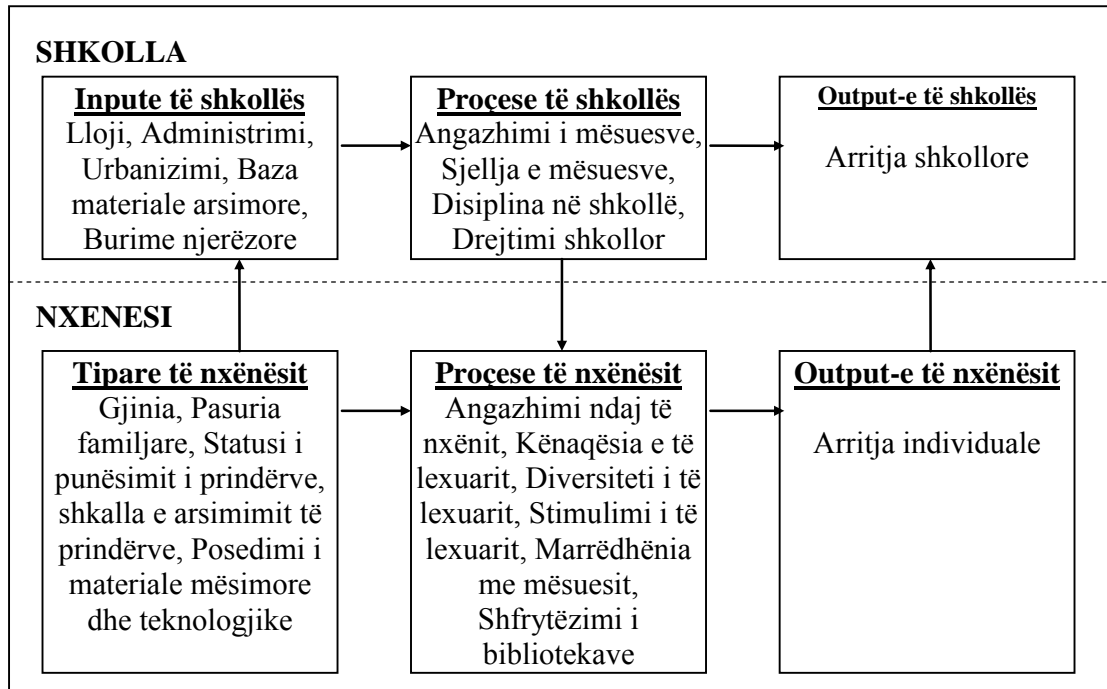 SHKOLLA
Inpute të shkollës
Lloji, Administrimi,
Urbanizimi, Baza
materiale arsimore,
Burime njerëzore
Proçese të shkollës
Angazhimi i mësuesve,
Sjellja e mësuesve,
Disiplina në shkollë,
Drejtimi shkollor
Output-e të shkollës
Arritja shkollore
NXENESI
Tipare të nxënësit
Gjinia, Pasuria
familjare, Statusi i
punësimit i prindërve,
shkalla e arsimimit të
prindërve, Posedimi i
materiale mësimore
dhe teknologjike
Proçese të nxënësit
Angazhimi ndaj të
nxënit, Kënaqësia e të
lexuarit, Diversiteti i të
lexuarit, Stimulimi i të
lexuarit, Marrëdhënia
me mësuesit,
Shfrytëzimi i
bibliotekave
Output-e të nxënësit
Arritja individuale